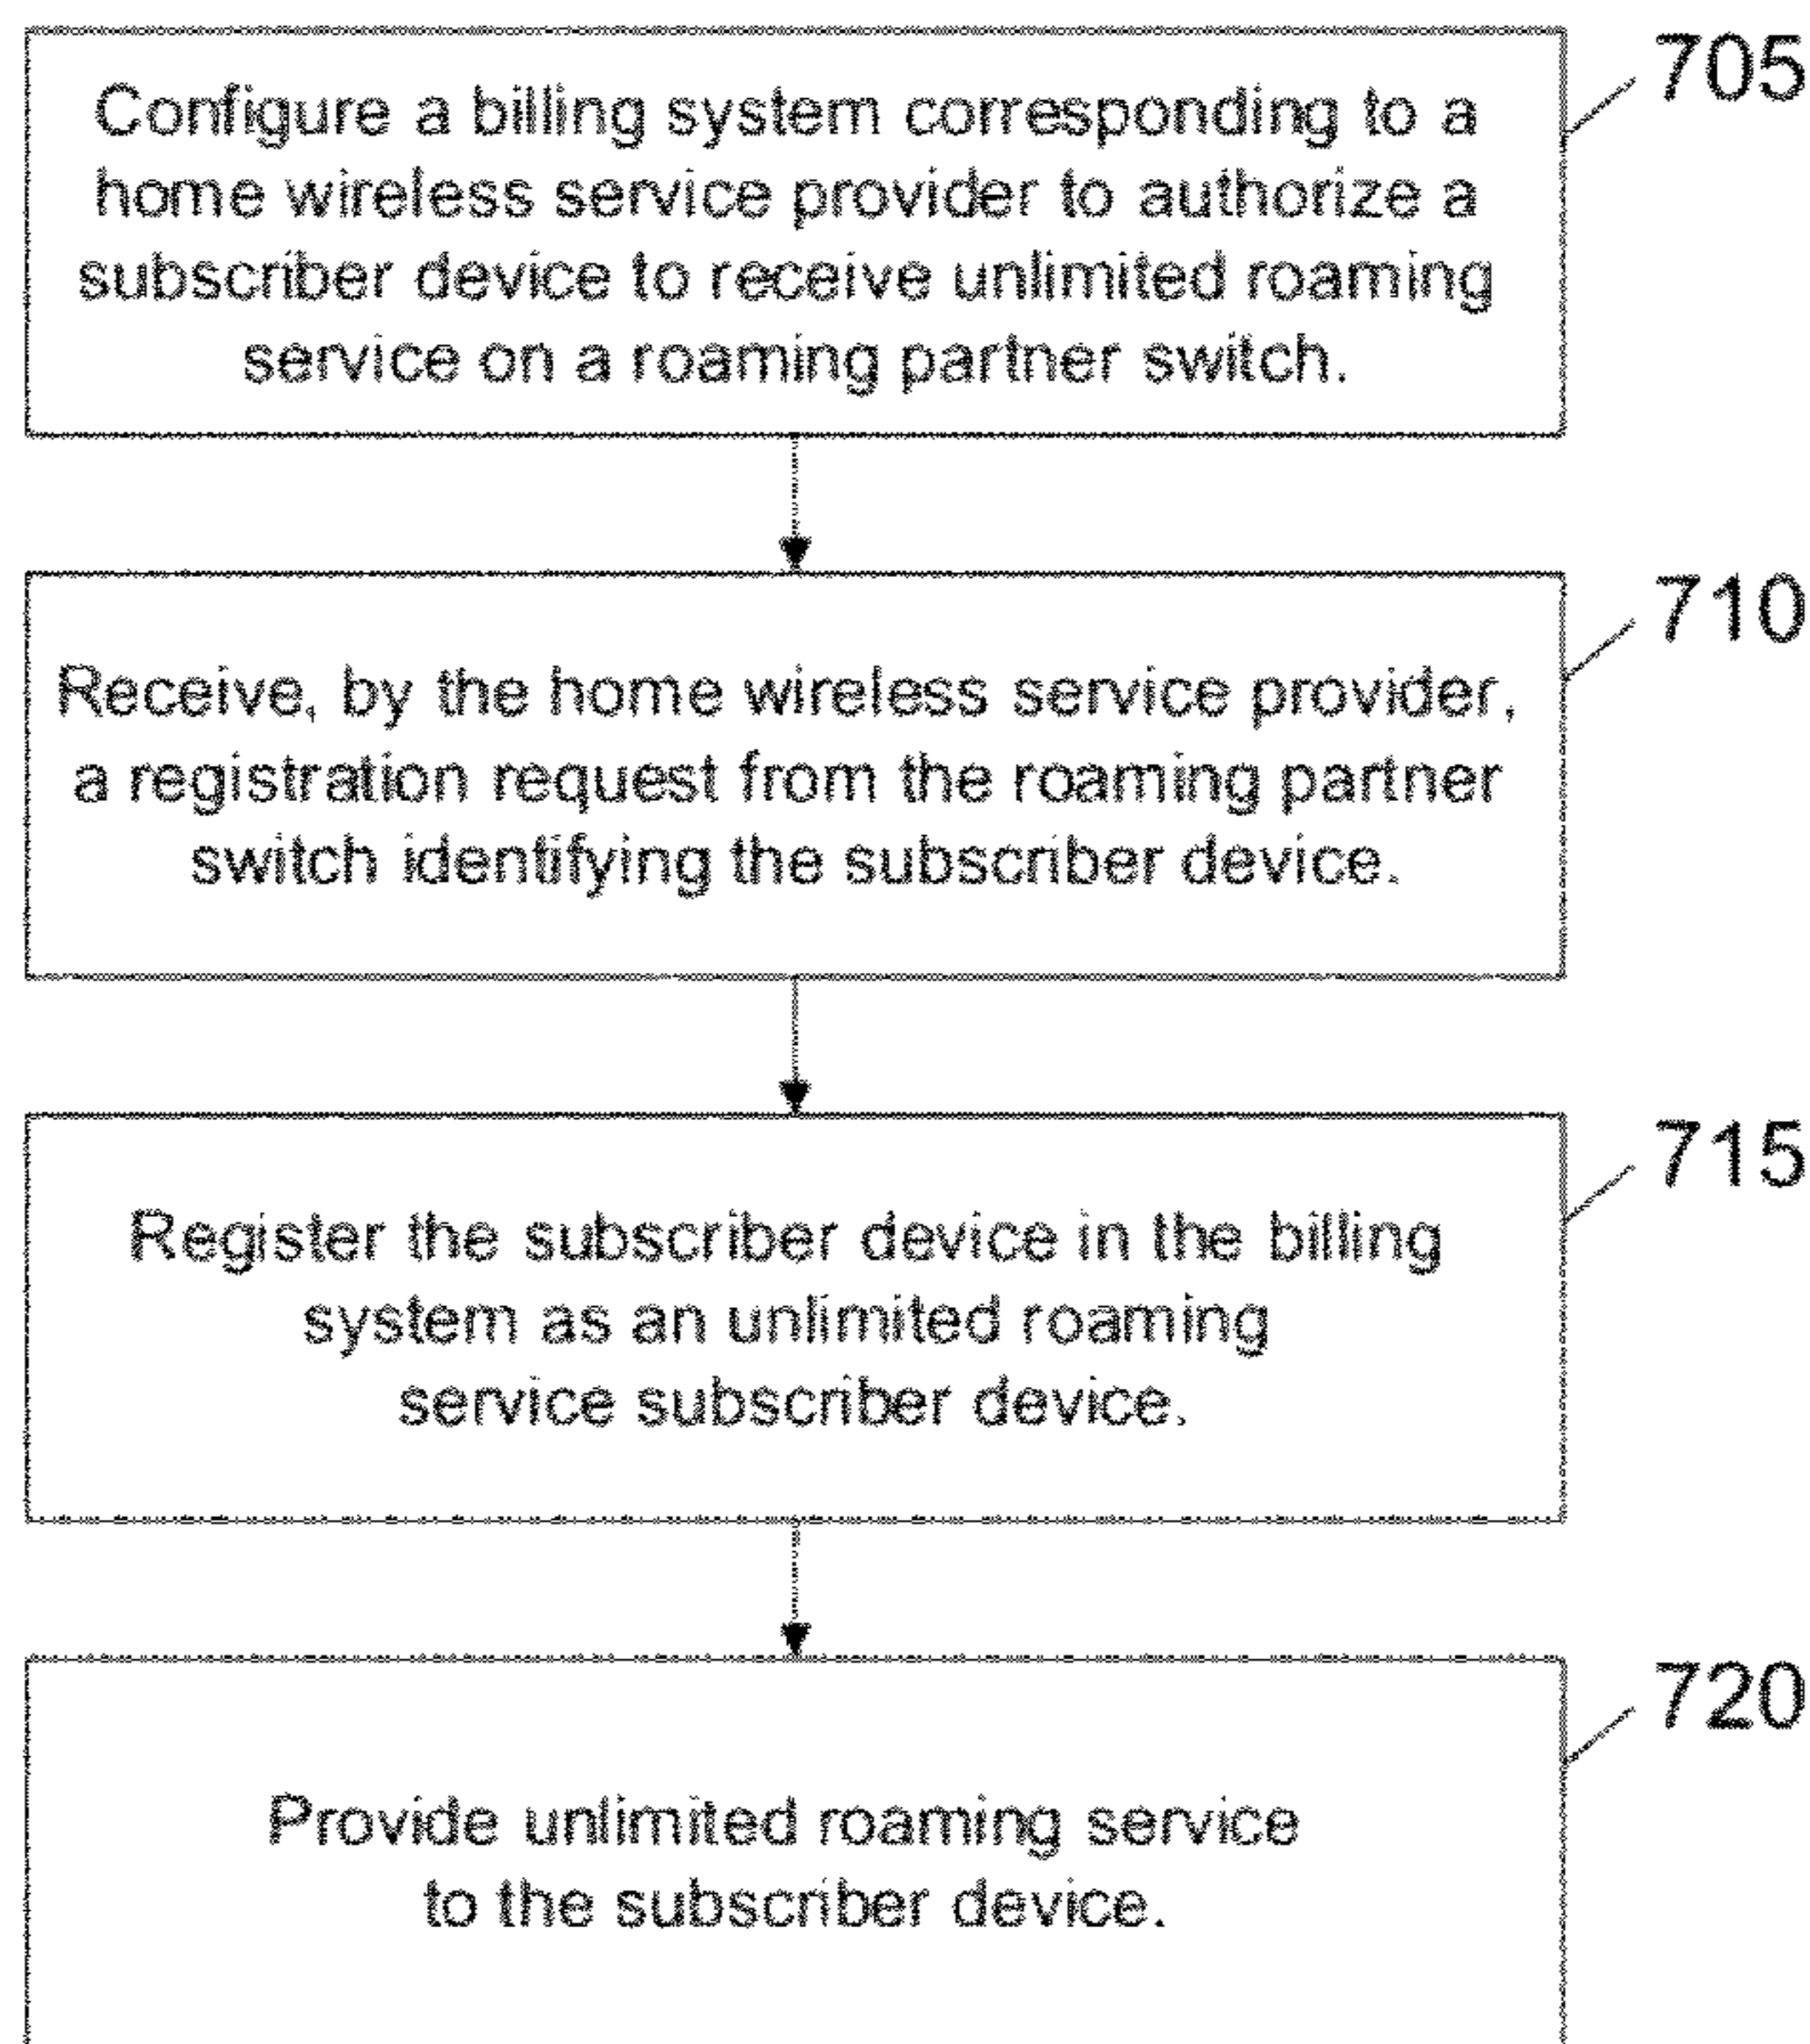 Configure a billing system corresponding to a
home wireless service provider to authorize a
subscriber device to receive unlimited roaming
service on a roaming partner switch.
705
Receive, by the home wireless service provider,
a registration request from the roaming partner
switch identifying the subscriber device.
710
Register the subscriber device in the billing
system as an unlimited roaming
service subscriber device.
715
Provide unlimited roaming service
to the subscriber device.
720